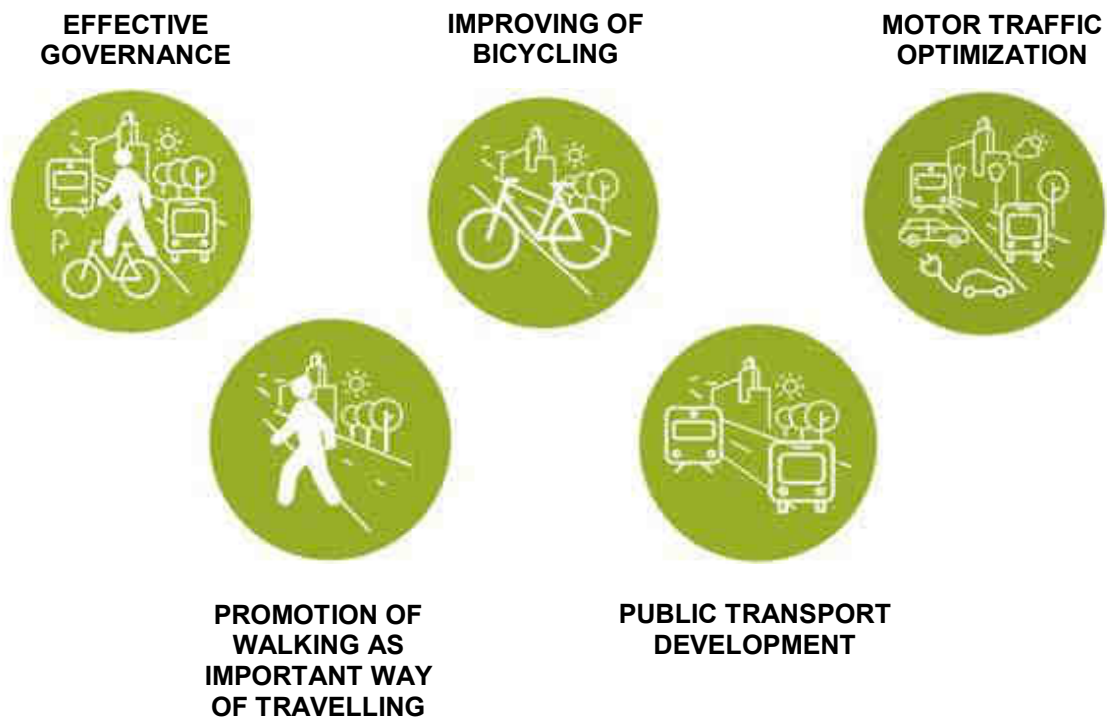 EFFECTIVE
GOVERNANCE
IMPROVING OF
BICYCLING
MOTOR TRAFFIC
OPTIMIZATION
PROMOTION OF
WALKING AS
IMPORTANT WAY
OF TRAVELLING
PUBLIC TRANSPORT
DEVELOPMENT